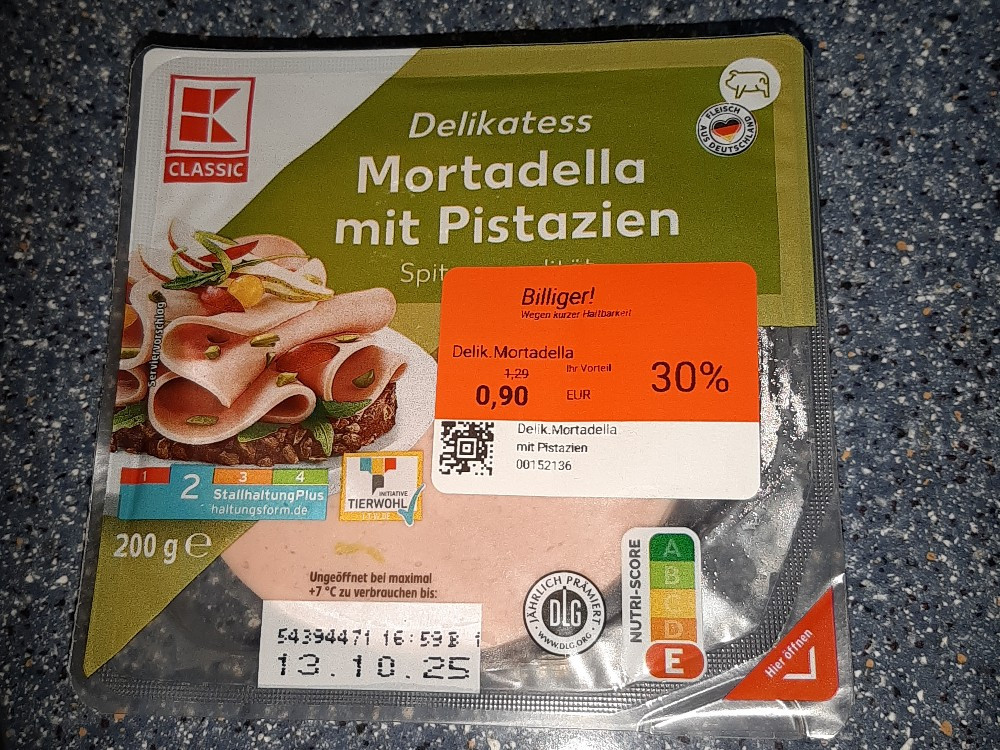 K
CLASSIC
Delikatess
Mortadella
mit Pistazien
FLEISCH
AUS DEUTSCHLAND
Billiger!
Wegen kurzer Haltbarkeit
Delik.Mortadella
1,29
Ihr Vorteil
30%
0,90
EUR
Delik.Mortadella
mit Pistazien
00152136
Serviervorschlag
1 2 3 4
StallhaltungPlus
haltungsform.de
INITIATIVE
TIERWOHL
200 g ℮
Ungeöffnet bei maximal
+7 °C zu verbrauchen bis:
54394471 16:59B 1
13.10.25
JÄHRLICH PRÄMIERT
DLG
WWW.DLG.ORG
NUTRI-SCORE
A
B
C
D
E
Hier öffnen